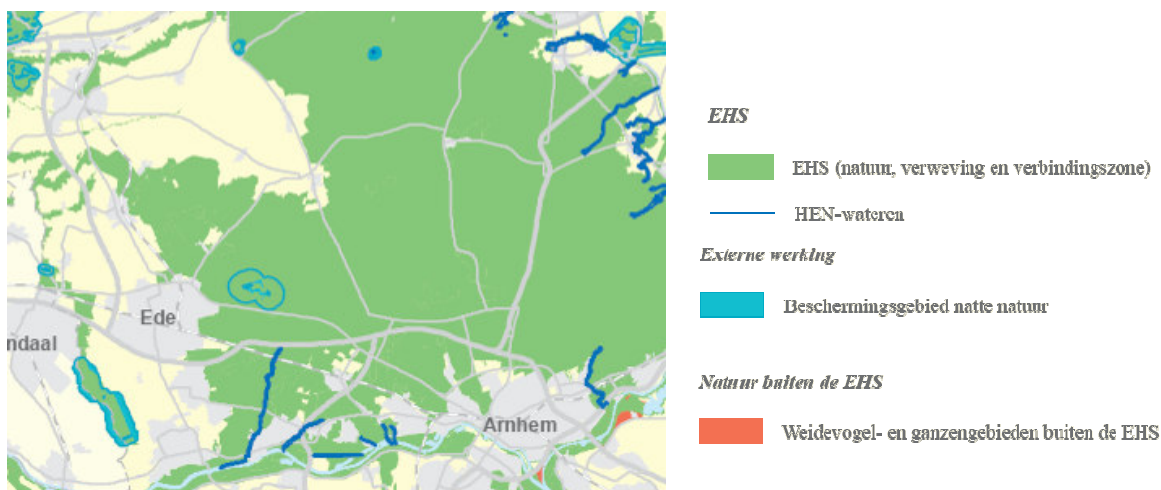 Ede
ndaal
Arnhem
EHS
EHS (natuur, verweving en verbindingszone)
HEN-wateren
Externe werking
Beschermingsgebied natte natuur
Natuur buiten de EHS
Weidevogel- en ganzengebieden buiten de EHS